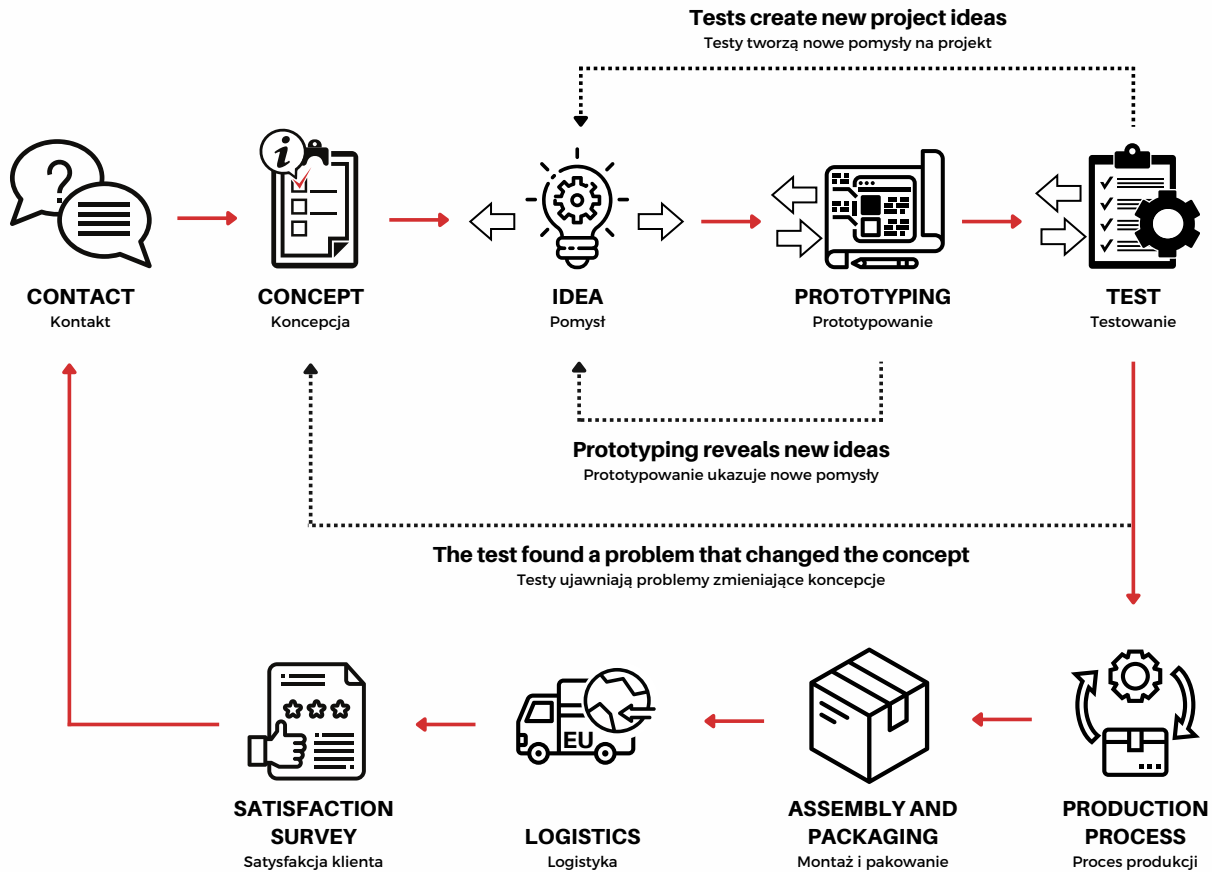 Tests create new project ideas
Testy tworzą nowe pomysły na projekt
?
i
CONTACT
Kontakt
CONCEPT
Koncepcja
IDEA
Pomysł
PROTOTYPING
Prototypowanie
TEST
Testowanie
Prototyping reveals new ideas
Prototypowanie ukazuje nowe pomysły
The test found a problem that changed the concept
Testy ujawniają problemy zmieniające koncepcje
EU
SATISFACTION
SURVEY
Satysfakcja klienta
LOGISTICS
Logistyka
ASSEMBLY AND
PACKAGING
Montaż i pakowanie
PRODUCTION
PROCESS
Proces produkcji